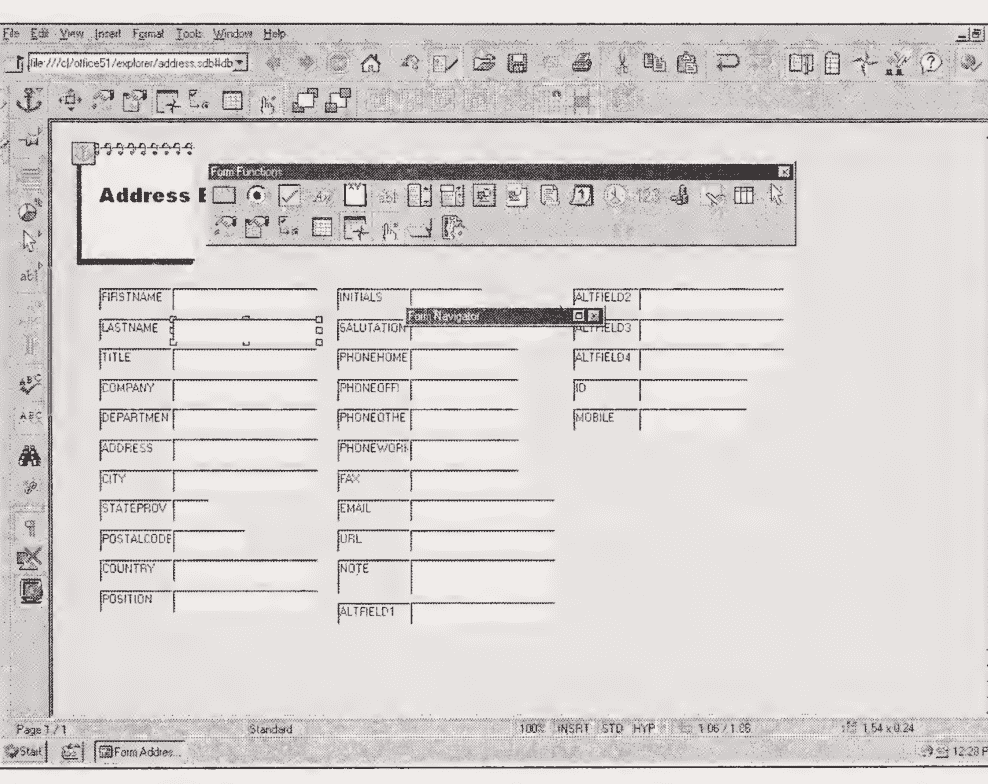 File Edit View Insert Format Tools Window Help
file:///c|/office51/explorer/address.sdb#db
Form Functions
Address
FIRSTNAME
LASTNAME
TITLE
COMPANY
DEPARTMEN
ADDRESS
CITY
STATEPROV
POSTALCODE
COUNTRY
POSITION
INITIALS
Form Navigator
SALUTATION
PHONEHOME
PHONEOFFI
PHONEOTHE
PHONEWORK
FAX
EMAIL
URL
NOTE
ALTFIELD1
ALTFIELD2
ALTFIELD3
ALTFIELD4
ID
MOBILE
Page 1 / 1 Standard 100% INSRT STD HYP 1.06 / 1.06 1.54 x 0.24
Start Form Addres... 12:28 P